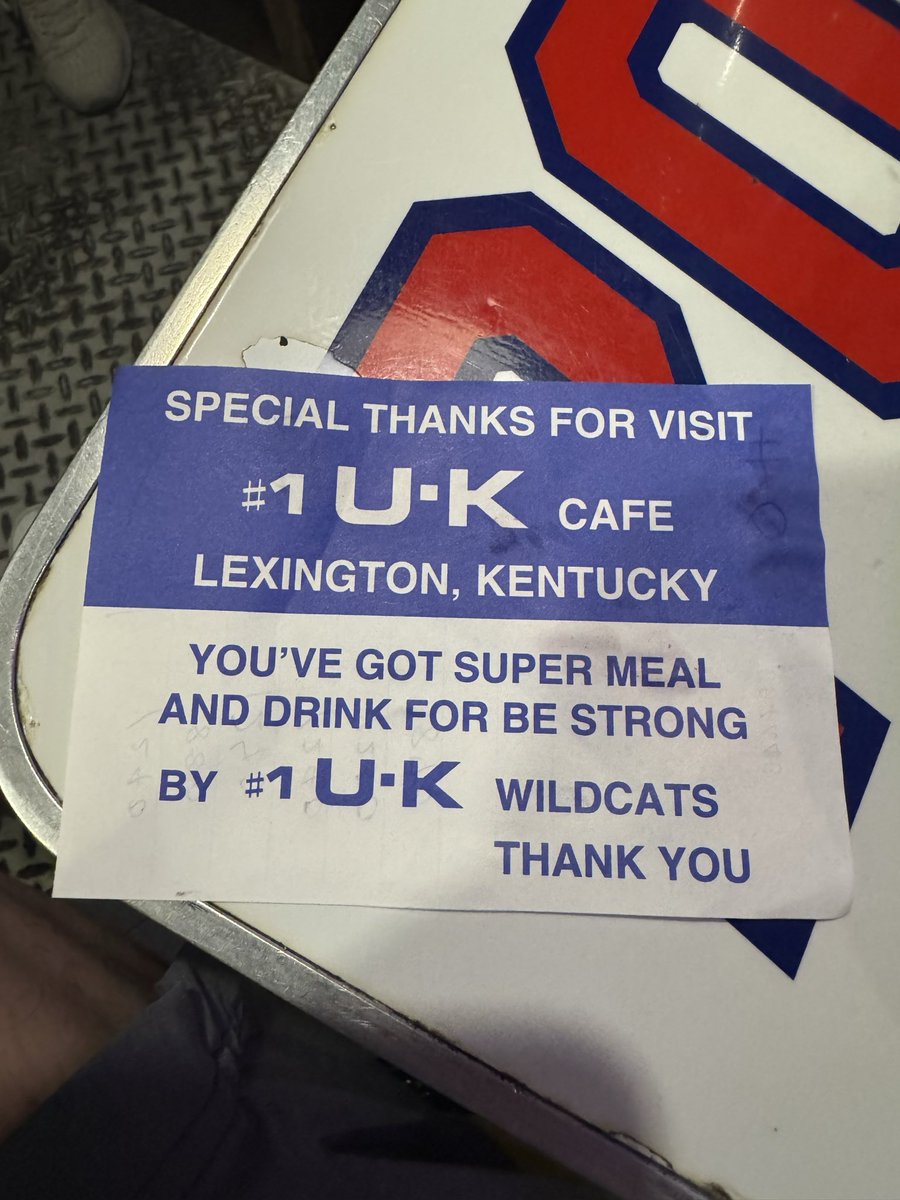 SPECIAL THANKS FOR VISIT
#1 U·K CAFE
LEXINGTON, KENTUCKY
YOU'VE GOT SUPER MEAL
AND DRINK FOR BE STRONG
BY #1 U·K WILDCATS
THANK YOU